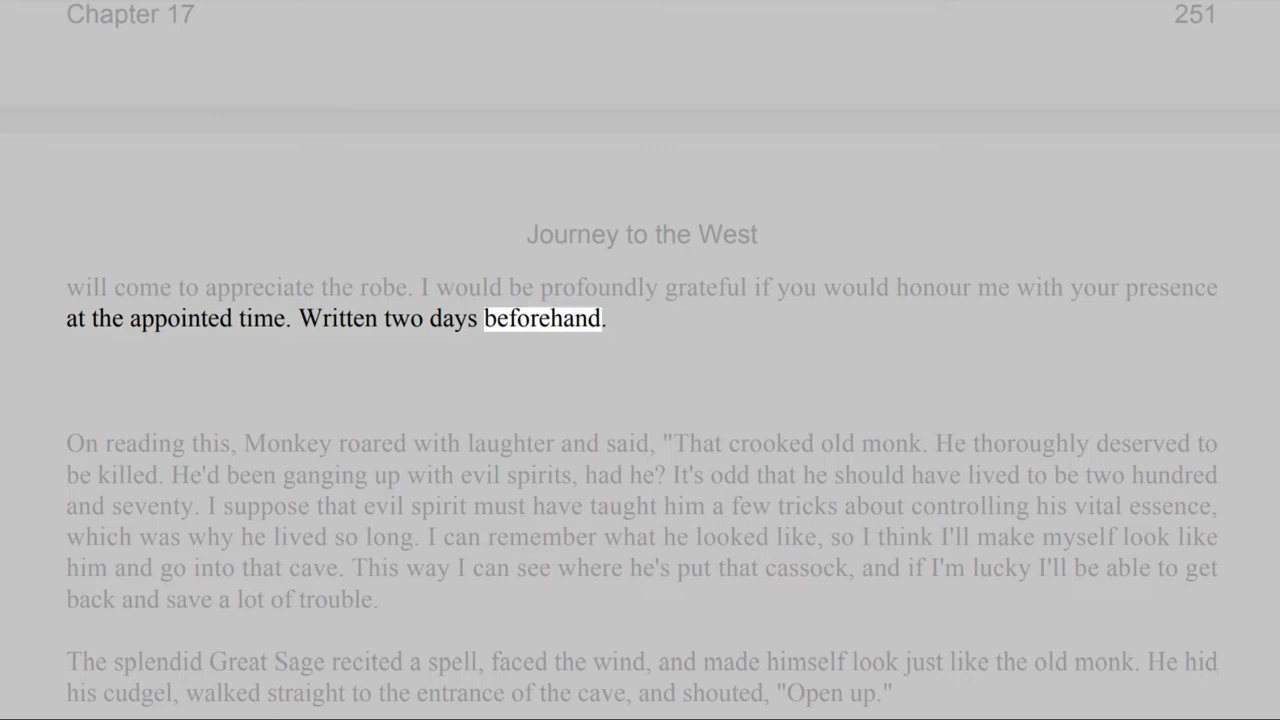 Chapter 17 251
Journey to the West
will come to appreciate the robe. I would be profoundly grateful if you would honour me with your presence
at the appointed time. Written two days beforehand.
On reading this, Monkey roared with laughter and said, "That crooked old monk. He thoroughly deserved to
be killed. He'd been ganging up with evil spirits, had he? It's odd that he should have lived to be two hundred
and seventy. I suppose that evil spirit must have taught him a few tricks about controlling his vital essence,
which was why he lived so long. I can remember what he looked like, so I think I'll make myself look like
him and go into that cave. This way I can see where he's put that cassock, and if I'm lucky I'll be able to get
back and save a lot of trouble.
The splendid Great Sage recited a spell, faced the wind, and made himself look just like the old monk. He hid
his cudgel, walked straight to the entrance of the cave, and shouted, "Open up."